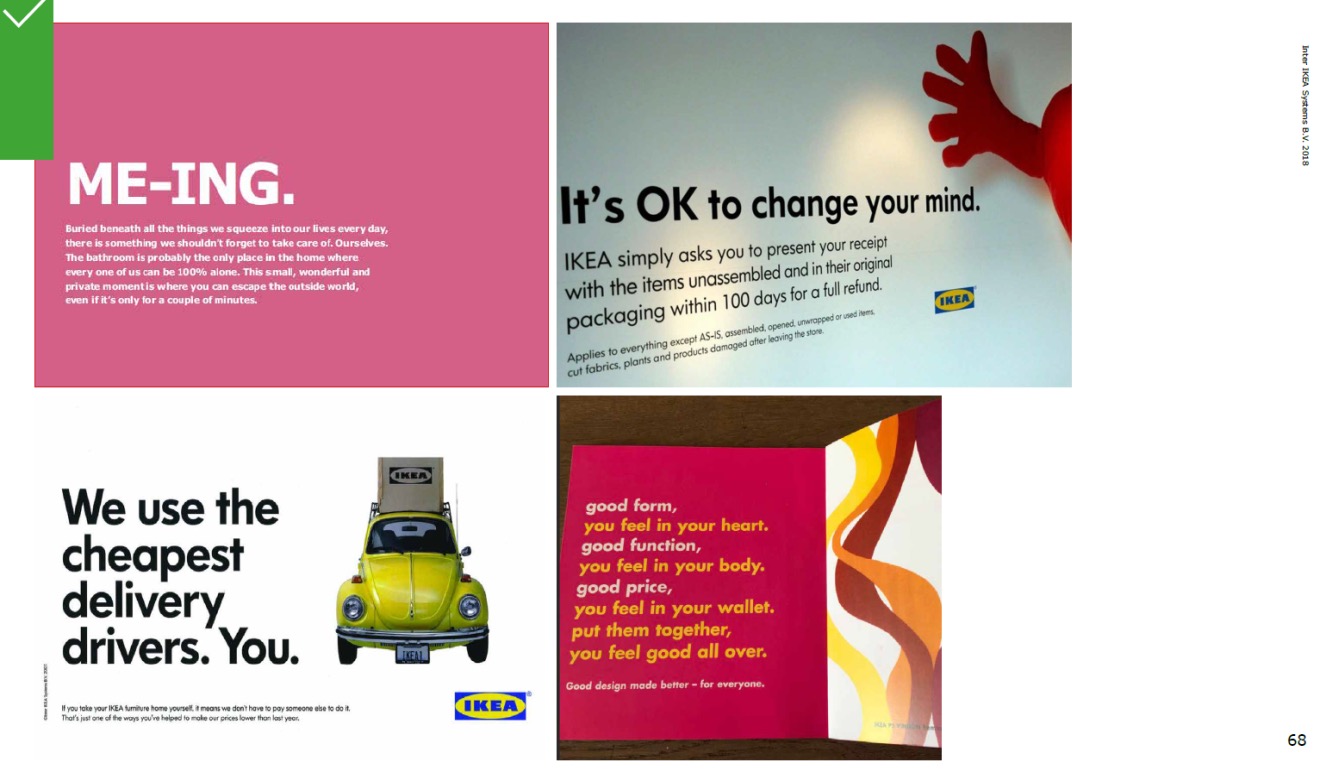 ME-ING.
Buried beneath all the things we squeeze into our lives every day,
there is something we shouldn't forget to take care of. Ourselves.
The bathroom is probably the only place in the home where
every one of us can be 100% alone. This small, wonderful and
private moment is where you can escape the outside world,
even if it's only for a couple of minutes.
It's OK to change your mind.
IKEA simply asks you to present your receipt
with the items unassembled and in their original
packaging within 100 days for a full refund.
Applies to everything except AS-IS, assembled, opened, unwrapped or used items,
cut fabrics, plants and products damaged after leaving the store.
IKEA
We use the
cheapest
delivery
drivers. You.
IKEA
IKEA1
If you take your IKEA furniture home yourself, it means we don't have to pay someone else to do it.
That's just one of the ways you've helped to make our prices lower than last year.
IKEA®
good form,
you feel in your heart.
good function,
you feel in your body.
good price,
you feel in your wallet.
put them together,
you feel good all over.
Good design made better – for everyone.
IKEA PS
Inter IKEA Systems B.V. 2018
68